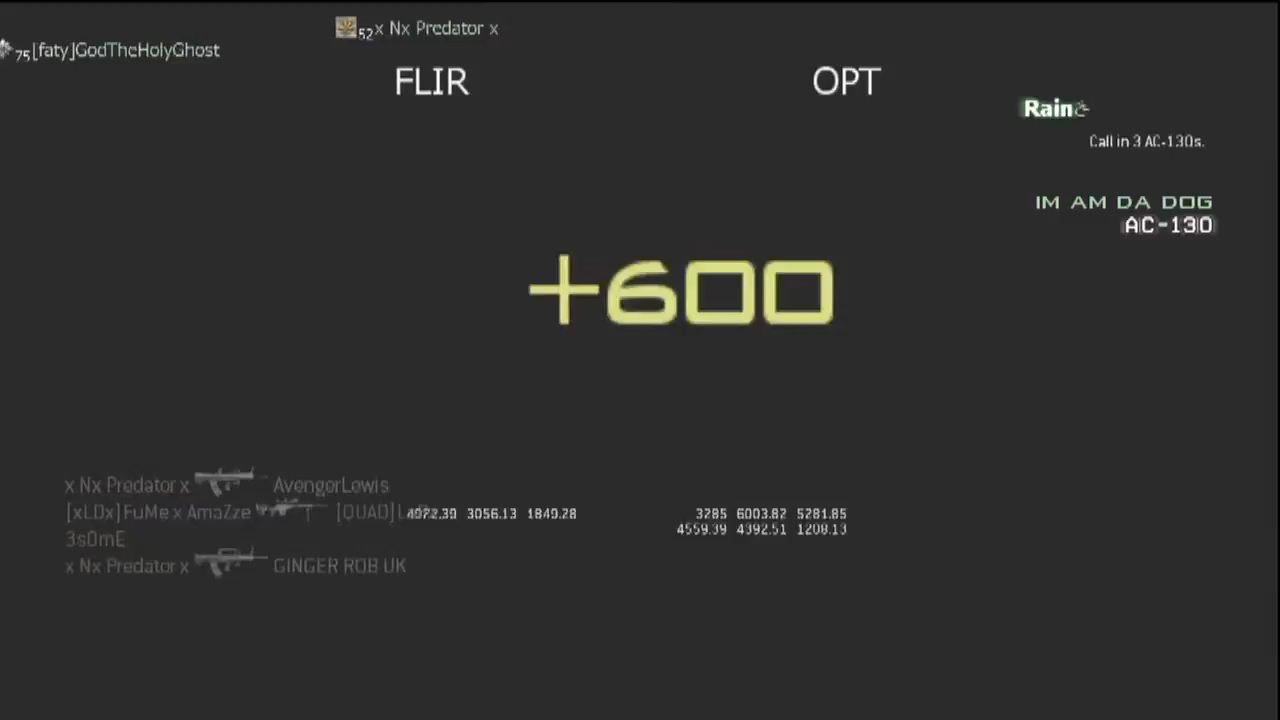 52x Nx Predator x
75[faty]GodTheHolyGhost
FLIR
OPT
Rain
Call in 3 AC-130s.
IM AM DA DOG
AC-130
+600
x Nx Predator x AvengerLewis
[xLDx]FuMe x AmaZze [QUAD]L
3s0mE
x Nx Predator x GINGER ROB UK
4072.39 3056.13 1849.28
3285 6003.82 5281.85
4559.39 4392.51 1208.13